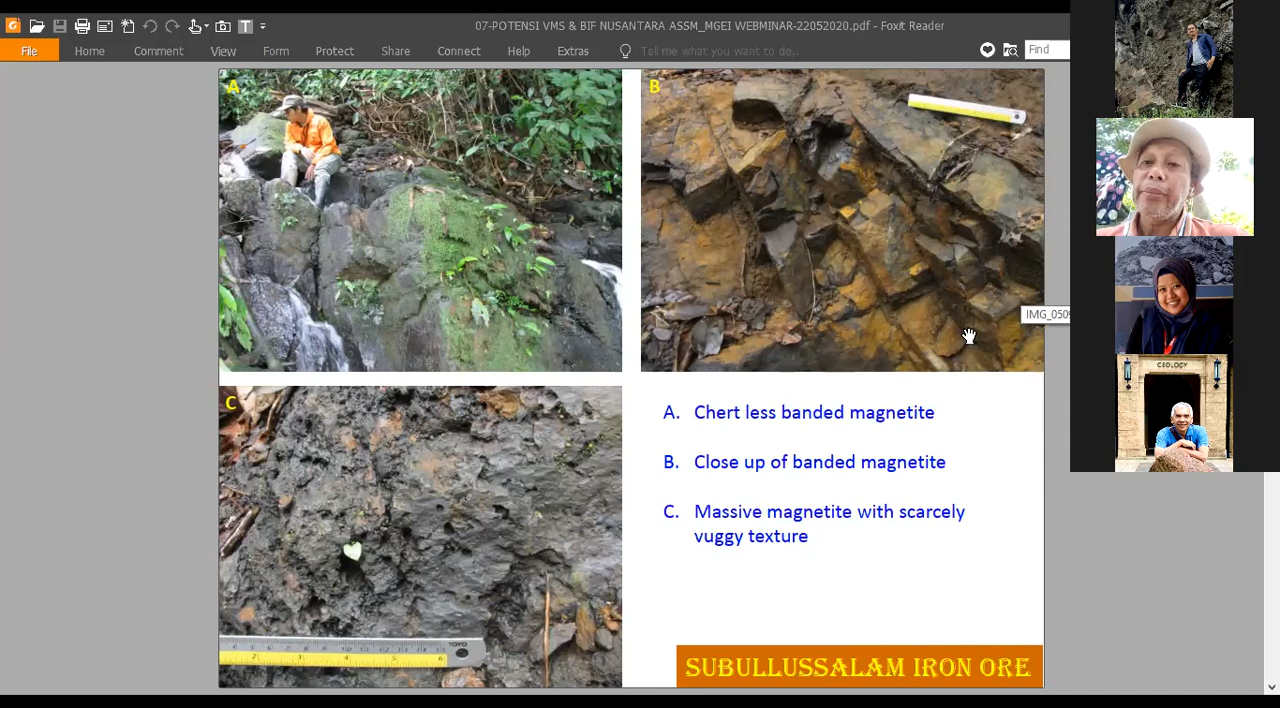 07-POTENSI VMS & BIF NUSANTARA ASSM_MGEI WEBMINAR-22052020.pdf - Foxit Reader
File Home Comment View Form Protect Share Connect Help Extras Tell me what you want to do.. Find
A
B
GEOLOGY
IMG_0509
C
A. Chert less banded magnetite
B. Close up of banded magnetite
C. Massive magnetite with scarcely
vuggy texture
SUBULLUSSALAM IRON ORE